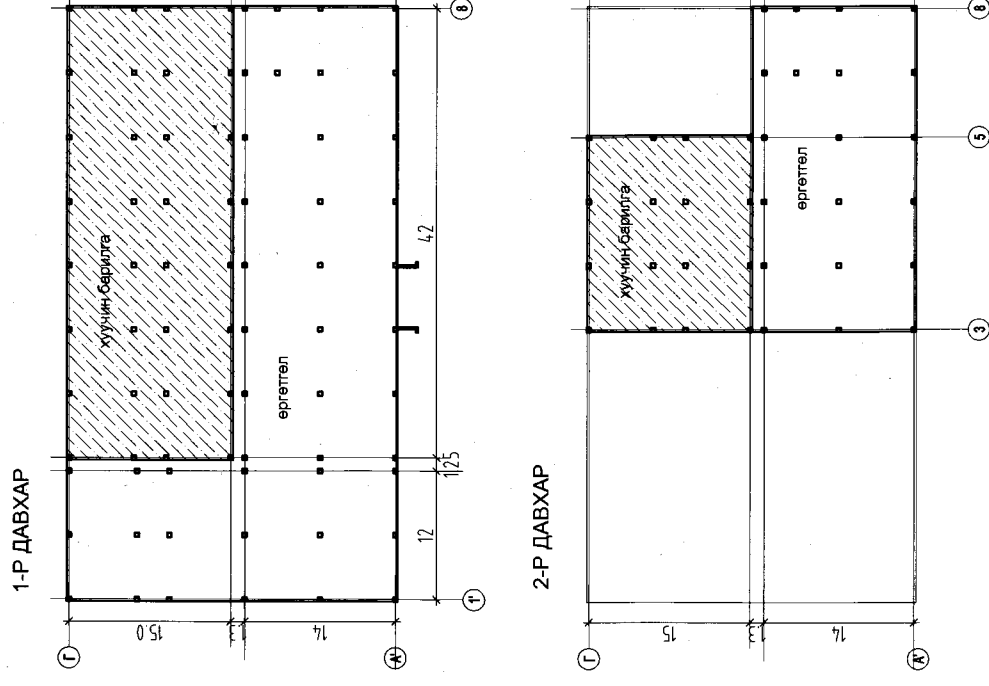 1-Р ДАВХАР
Г
15.0
1.3
14
А'
хуучин барилга
өргөтгөл
12
1.25
42
1'
8
2-Р ДАВХАР
Г
15
1.3
14
А'
хуучин барилга
өргөтгөл
3
5
8